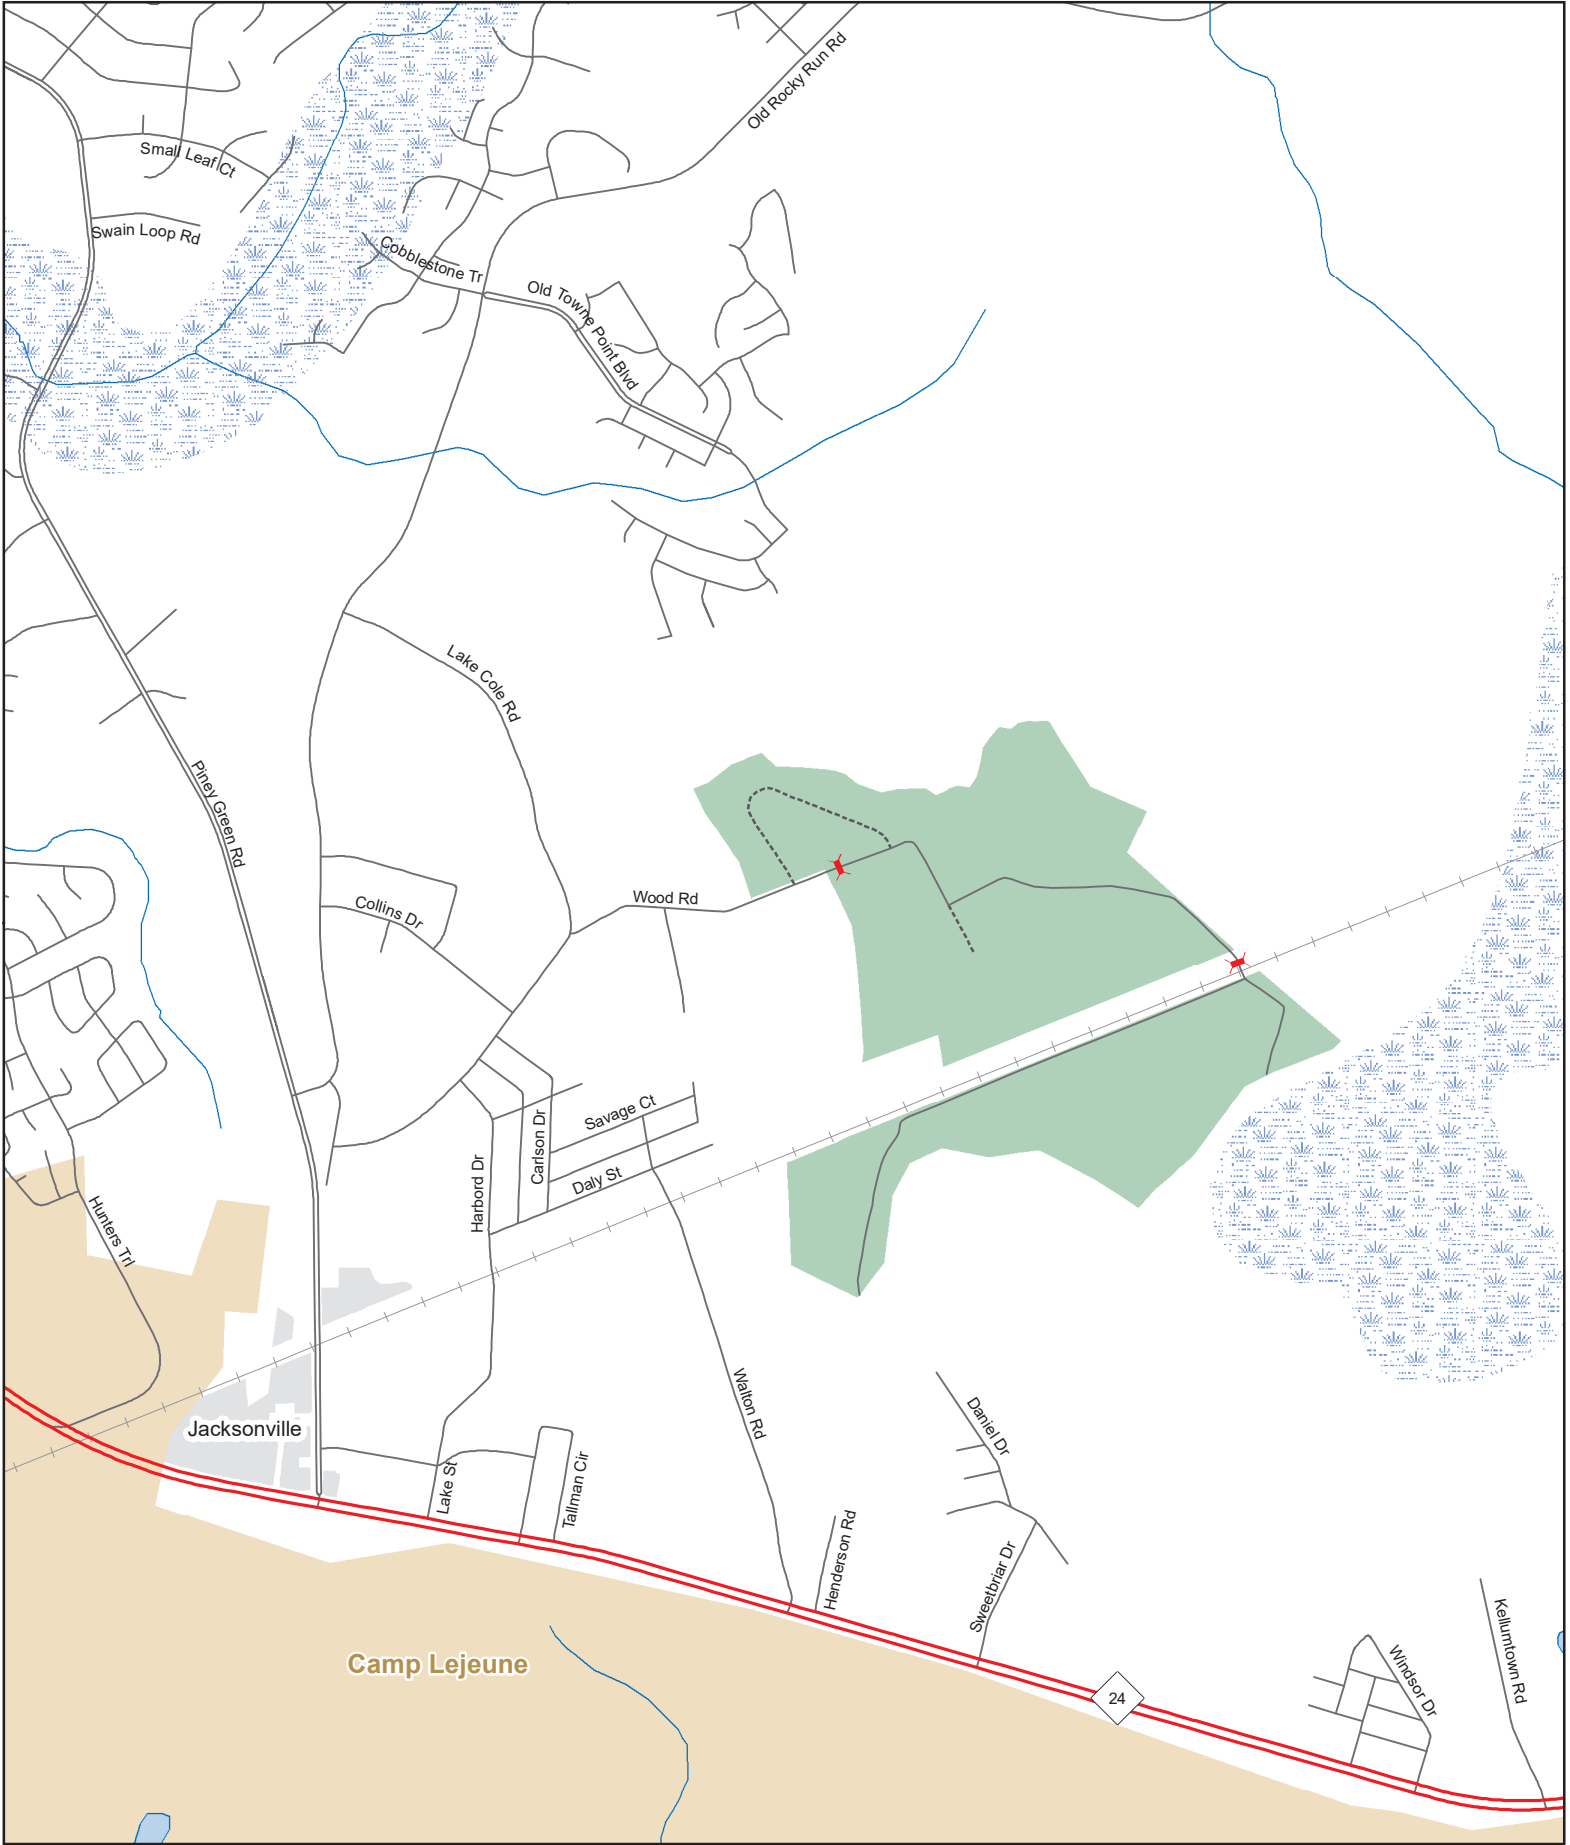 Old Rocky Run Rd
Small Leaf Ct
Swain Loop Rd
Cobblestone Tr
Old Towne Point Blvd
Lake Cole Rd
Piney Green Rd
Wood Rd
Collins Dr
Savage Ct
Carlson Dr
Harbord Dr
Daly St
Hunters Trl
Jacksonville
Walton Rd
Daniel Dr
Lake St
Tallman Cir
Henderson Rd
Sweetbriar Dr
Kellumtown Rd
Windsor Dr
Camp Lejeune
24